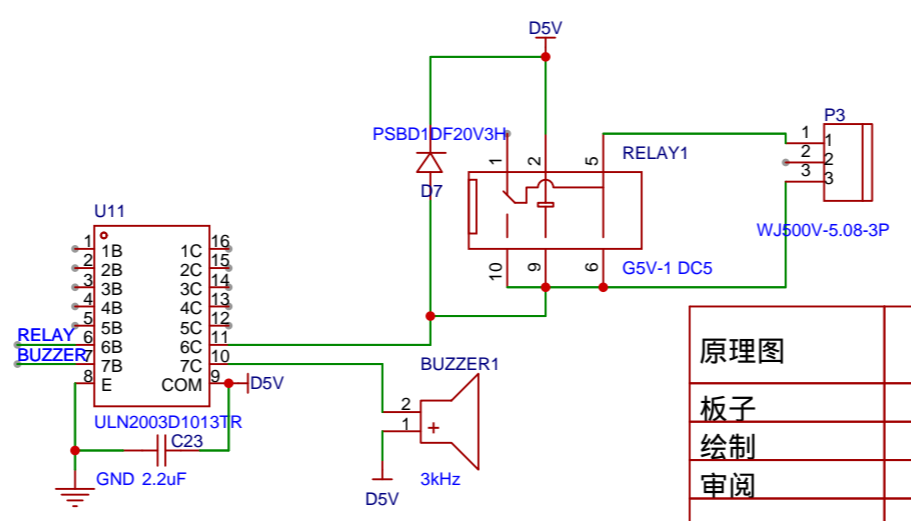 D5V
P3
PSBD1DF20V3H
1
2
5
RELAY1
1
1
2
2
3
3
D7
WJ500V-5.08-3P
U11
10
9
6
G5V-1 DC5
1
1B
1C
16
2
2B
2C
15
3
3B
3C
14
4
4B
4C
13
5
5B
5C
12
RELAY
6
6B
6C
11
BUZZER
7
7B
7C
10
8
E
COM
9
D5V
BUZZER1
2
1
+
ULN2003D1013TR
C23
GND
2.2uF
D5V
3kHz
原理图
板子
绘制
审阅